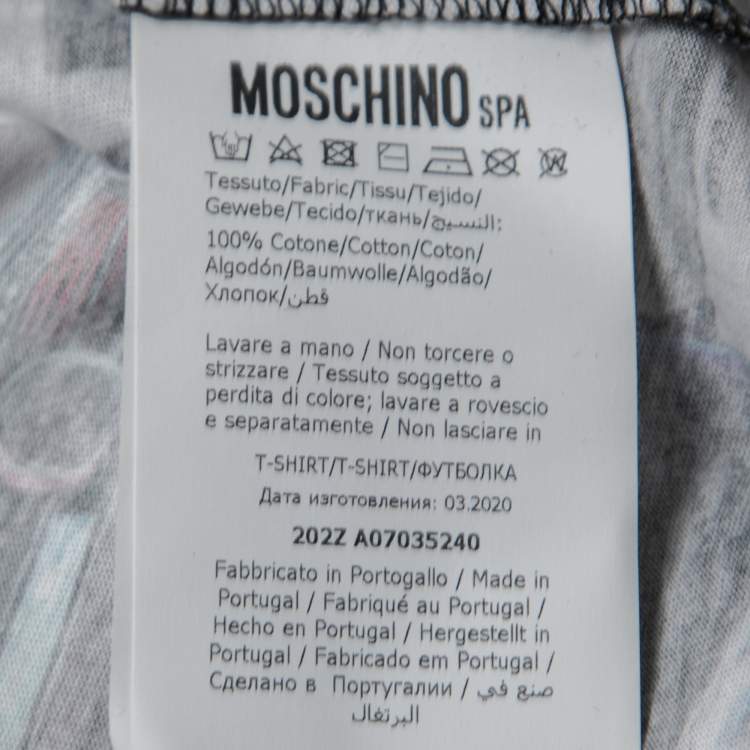 MOSCHINO SPA
Tessuto/Fabric/Tissu/Tejido/
Gewebe/Tecido/ткань/النسيج:
100% Cotone/Cotton/Coton/
Algodón/Baumwolle/Algodão/
Хлопок/قطن
Lavare a mano / Non torcere o
strizzare / Tessuto soggetto a
perdita di colore; lavare a rovescio
e separatamente / Non lasciare in
T-SHIRT/T-SHIRT/ФУТБОЛКА
Дата изготовления: 03.2020
202Z A07035240
Fabbricato in Portogallo / Made in
Portugal / Fabriqué au Portugal /
Hecho en Portugal / Hergestellt in
Portugal / Fabricado em Portugal /
Сделано в Португалии / صنع في
البرتغال